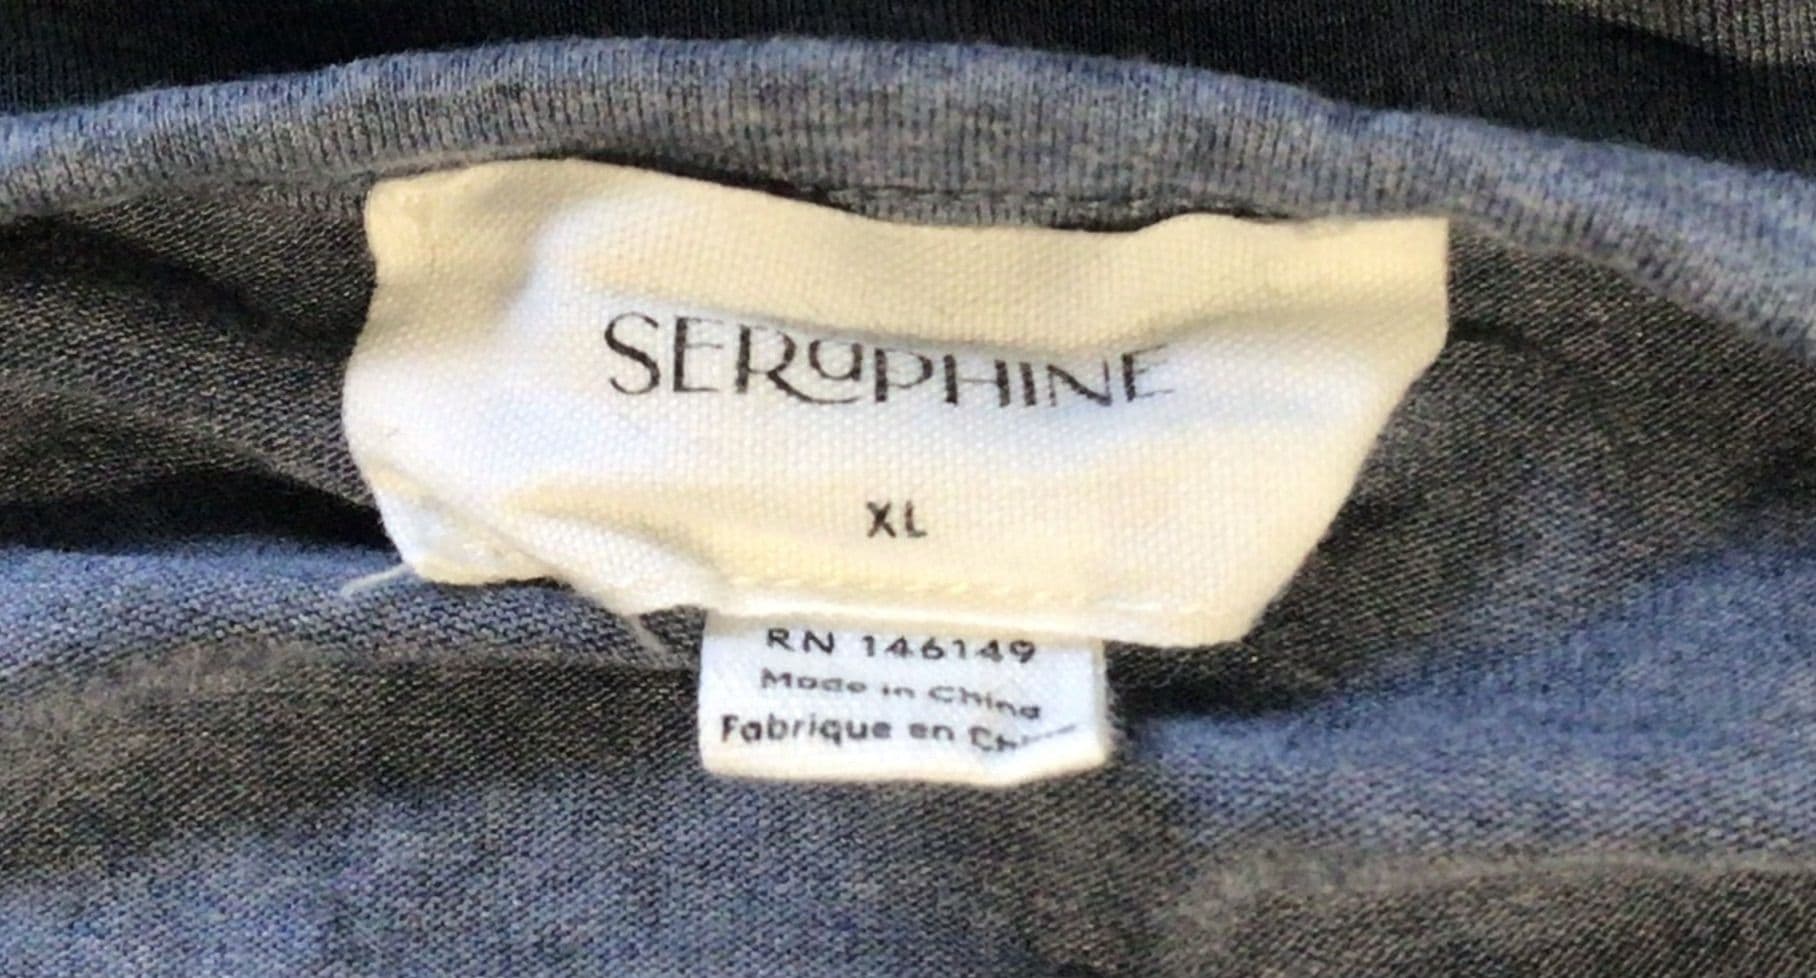 SERaPHINE
XL
RN 146149
Made in China
Fabrique en